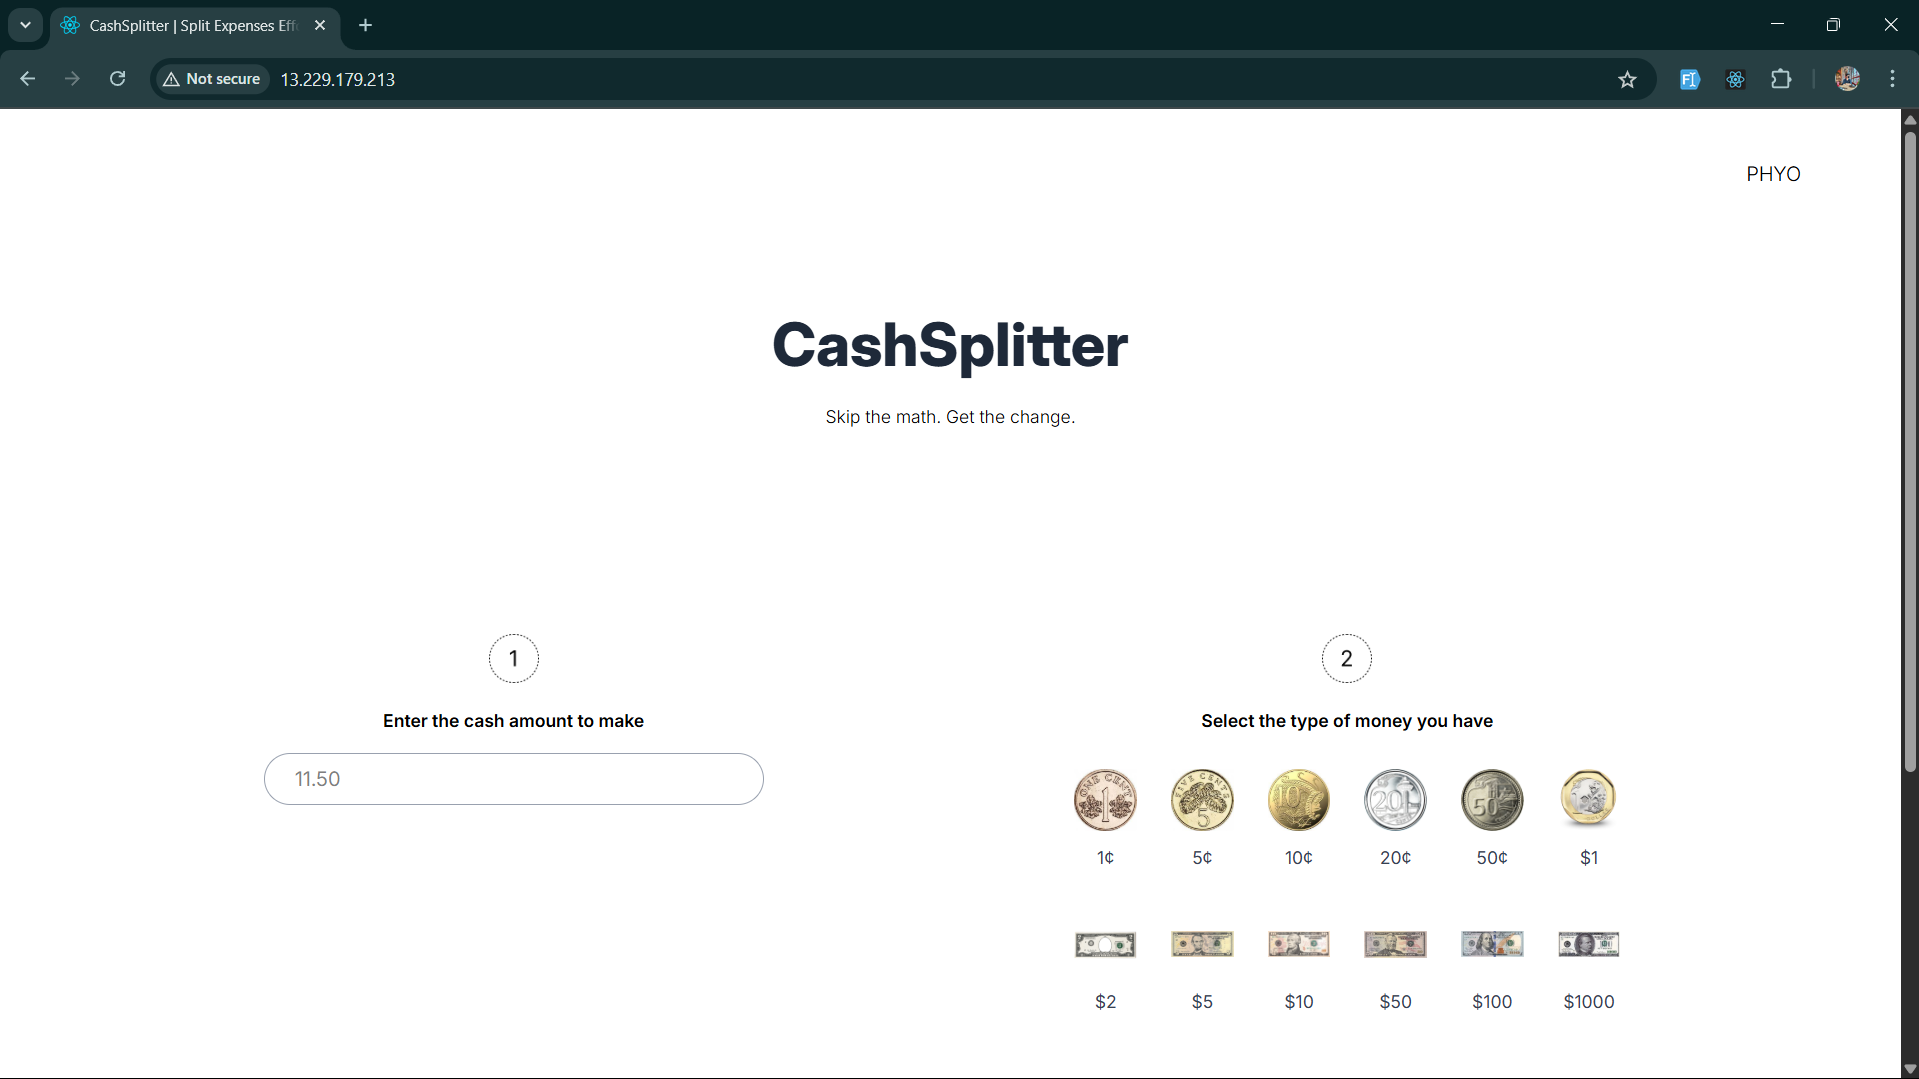 CashSplitter | Split Expenses Eff
Not secure
13.229.179.213
PHYO
CashSplitter
Skip the math. Get the change.
1
Enter the cash amount to make
11.50
2
Select the type of money you have
1¢ 5¢ 10¢ 20¢ 50¢ $1
$2 $5 $10 $50 $100 $1000